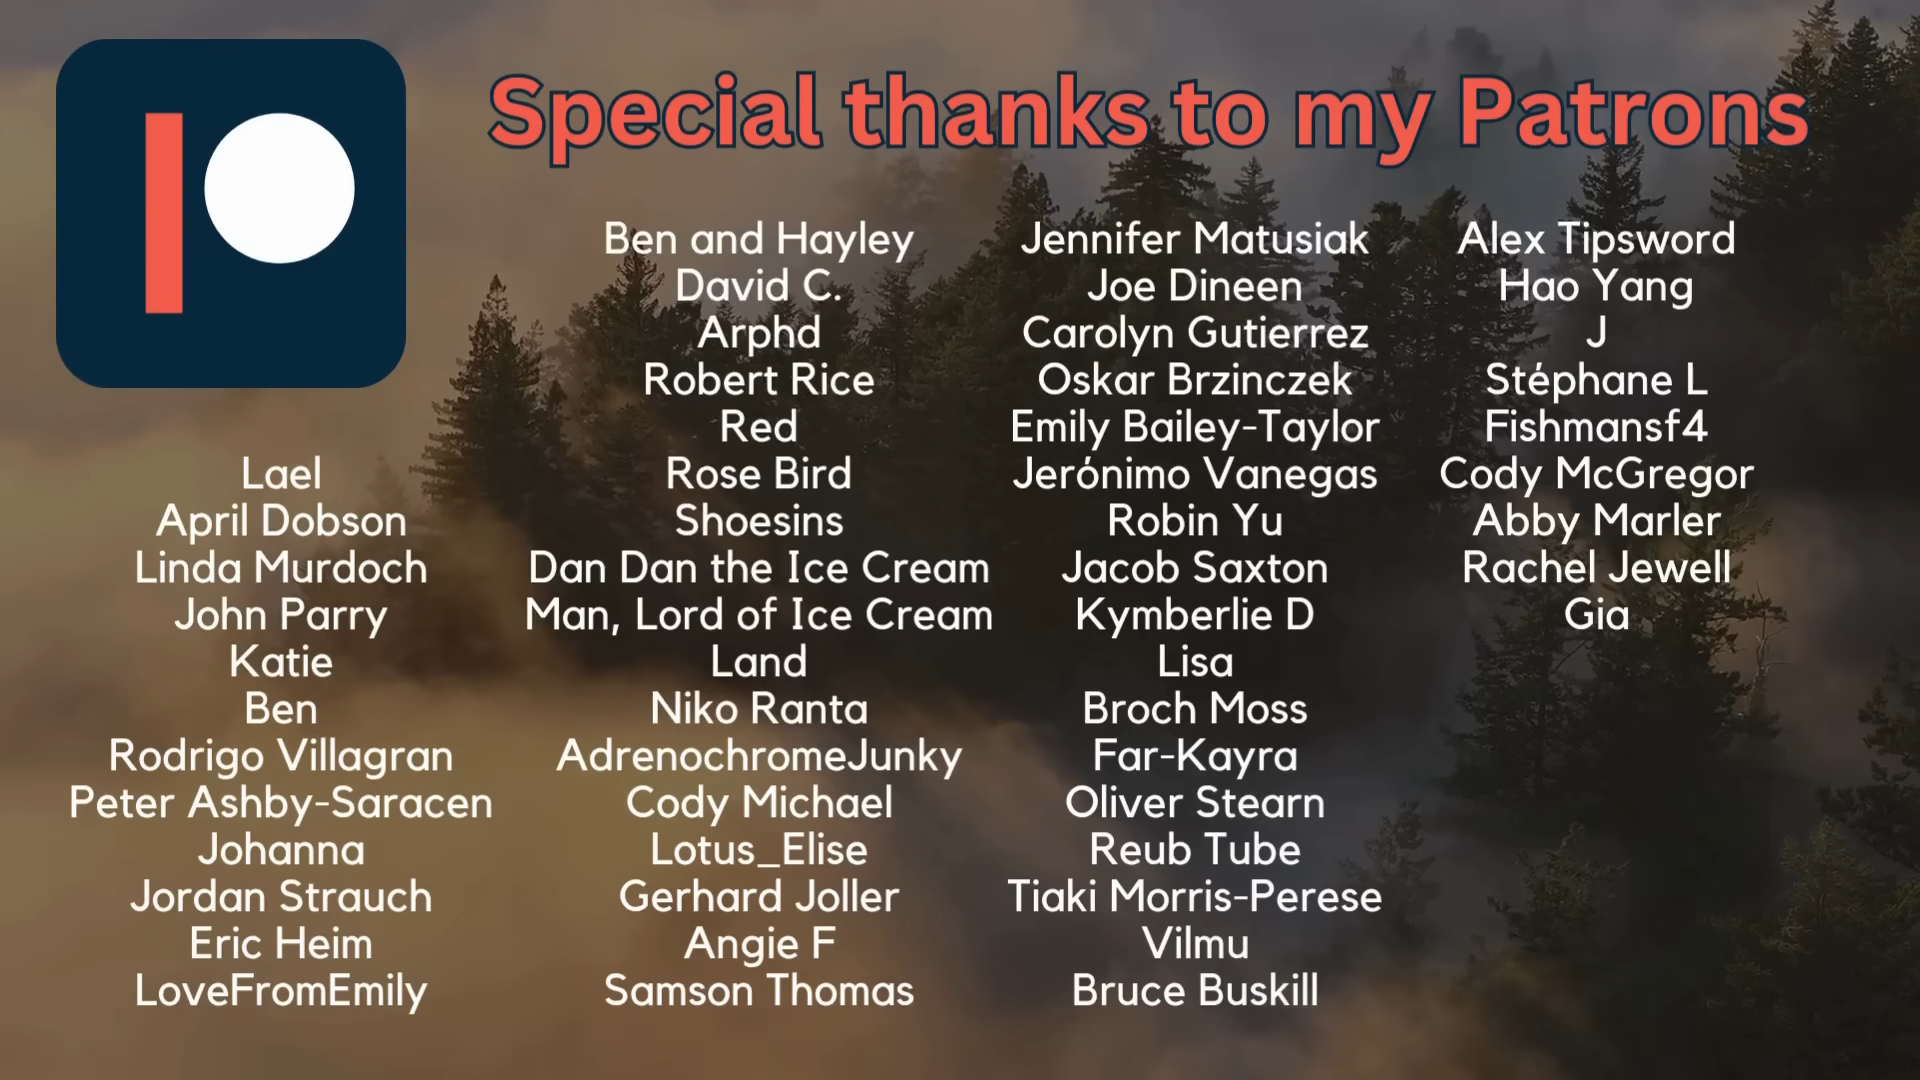 Special thanks to my Patrons
Lael
April Dobson
Linda Murdoch
John Parry
Katie
Ben
Rodrigo Villagran
Peter Ashby-Saracen
Johanna
Jordan Strauch
Eric Heim
LoveFromEmily
Ben and Hayley
David C.
Arphd
Robert Rice
Red
Rose Bird
Shoesins
Dan Dan the Ice Cream
Man, Lord of Ice Cream
Land
Niko Ranta
AdrenochromeJunky
Cody Michael
Lotus_Elise
Gerhard Joller
Angie F
Samson Thomas
Jennifer Matusiak
Joe Dineen
Carolyn Gutierrez
Oskar Brzinczek
Emily Bailey-Taylor
Jerónimo Vanegas
Robin Yu
Jacob Saxton
Kymberlie D
Lisa
Broch Moss
Far-Kayra
Oliver Stearn
Reub Tube
Tiaki Morris-Perese
Vilmu
Bruce Buskill
Alex Tipsword
Hao Yang
J
Stéphane L
Fishmansf4
Cody McGregor
Abby Marler
Rachel Jewell
Gia